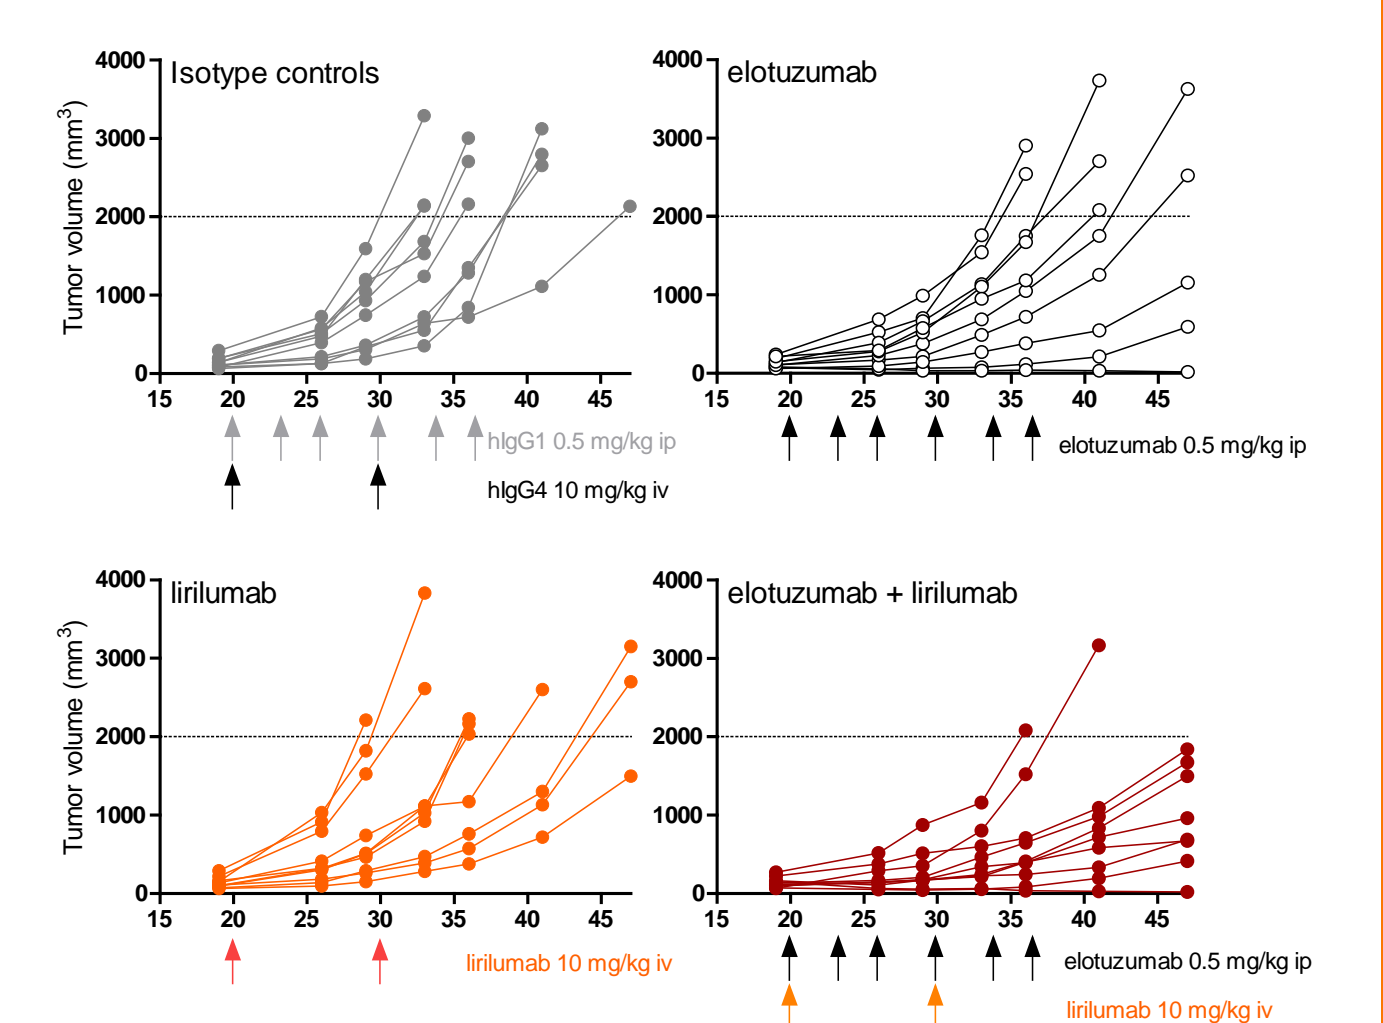 Isotype controls
elotuzumab
Tumor volume (mm³)
4000
3000
2000
1000
0
15 20 25 30 35 40 45
4000
3000
2000
1000
0
15 20 25 30 35 40 45
hIgG1 0.5 mg/kg ip
hIgG4 10 mg/kg iv
elotuzumab 0.5 mg/kg ip
lirilumab
elotuzumab + lirilumab
Tumor volume (mm³)
4000
3000
2000
1000
0
15 20 25 30 35 40 45
4000
3000
2000
1000
0
15 20 25 30 35 40 45
lirilumab 10 mg/kg iv
elotuzumab 0.5 mg/kg ip
lirilumab 10 mg/kg iv